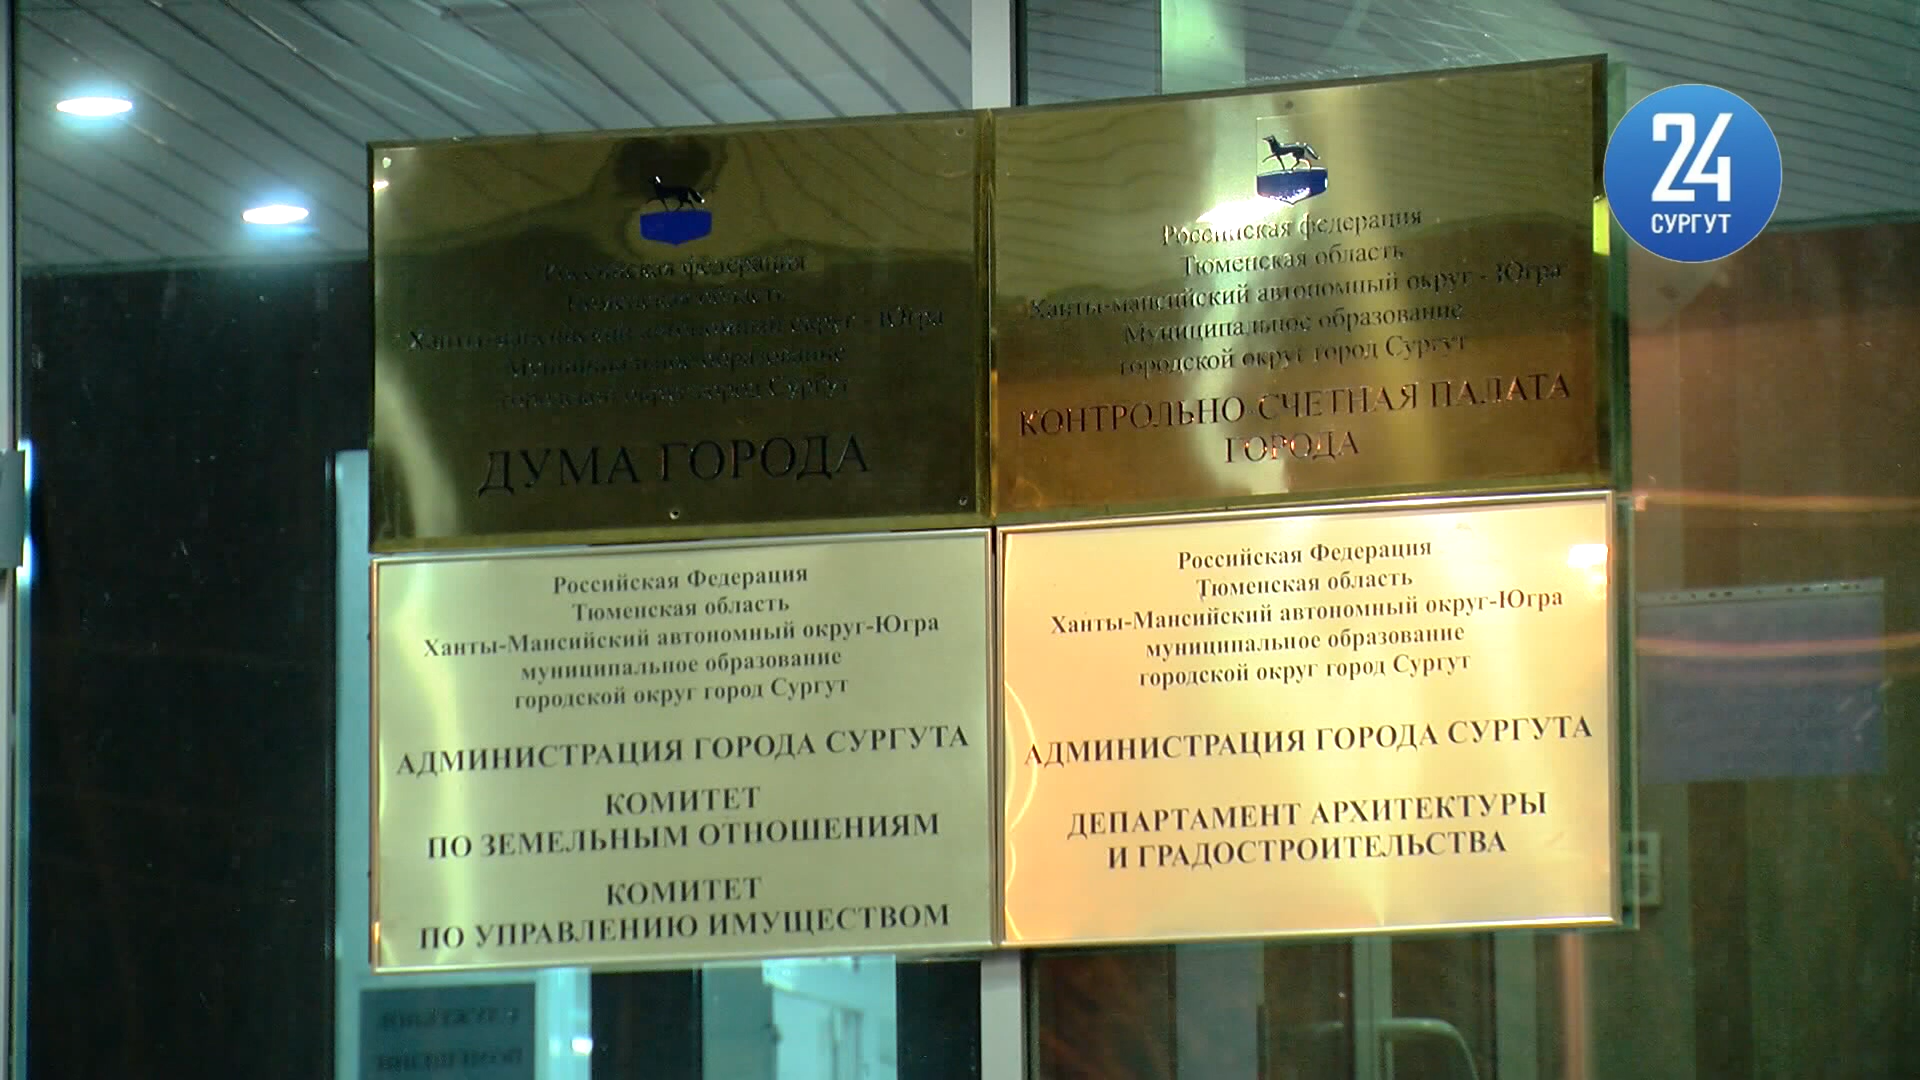 Российская федерация
Тюменская область
Ханты-мансийский автономный округ - Югра
Муниципальное образование
городской округ город Сургут
ДУМА ГОРОДА
Российская федерация
Тюменская область
Ханты-мансийский автономный округ - Югра
Муниципальное образование
городской округ город Сургут
КОНТРОЛЬНО-СЧЕТНАЯ ПАЛАТА
ГОРОДА
24
СУРГУТ
Российская Федерация
Тюменская область
Ханты-Мансийский автономный округ-Югра
муниципальное образование
городской округ город Сургут
АДМИНИСТРАЦИЯ ГОРОДА СУРГУТА
КОМИТЕТ
ПО ЗЕМЕЛЬНЫМ ОТНОШЕНИЯМ
КОМИТЕТ
ПО УПРАВЛЕНИЮ ИМУЩЕСТВОМ
Российская Федерация
Тюменская область
Ханты-Мансийский автономный округ-Югра
муниципальное образование
городской округ город Сургут
АДМИНИСТРАЦИЯ ГОРОДА СУРГУТА
ДЕПАРТАМЕНТ АРХИТЕКТУРЫ
И ГРАДОСТРОИТЕЛЬСТВА